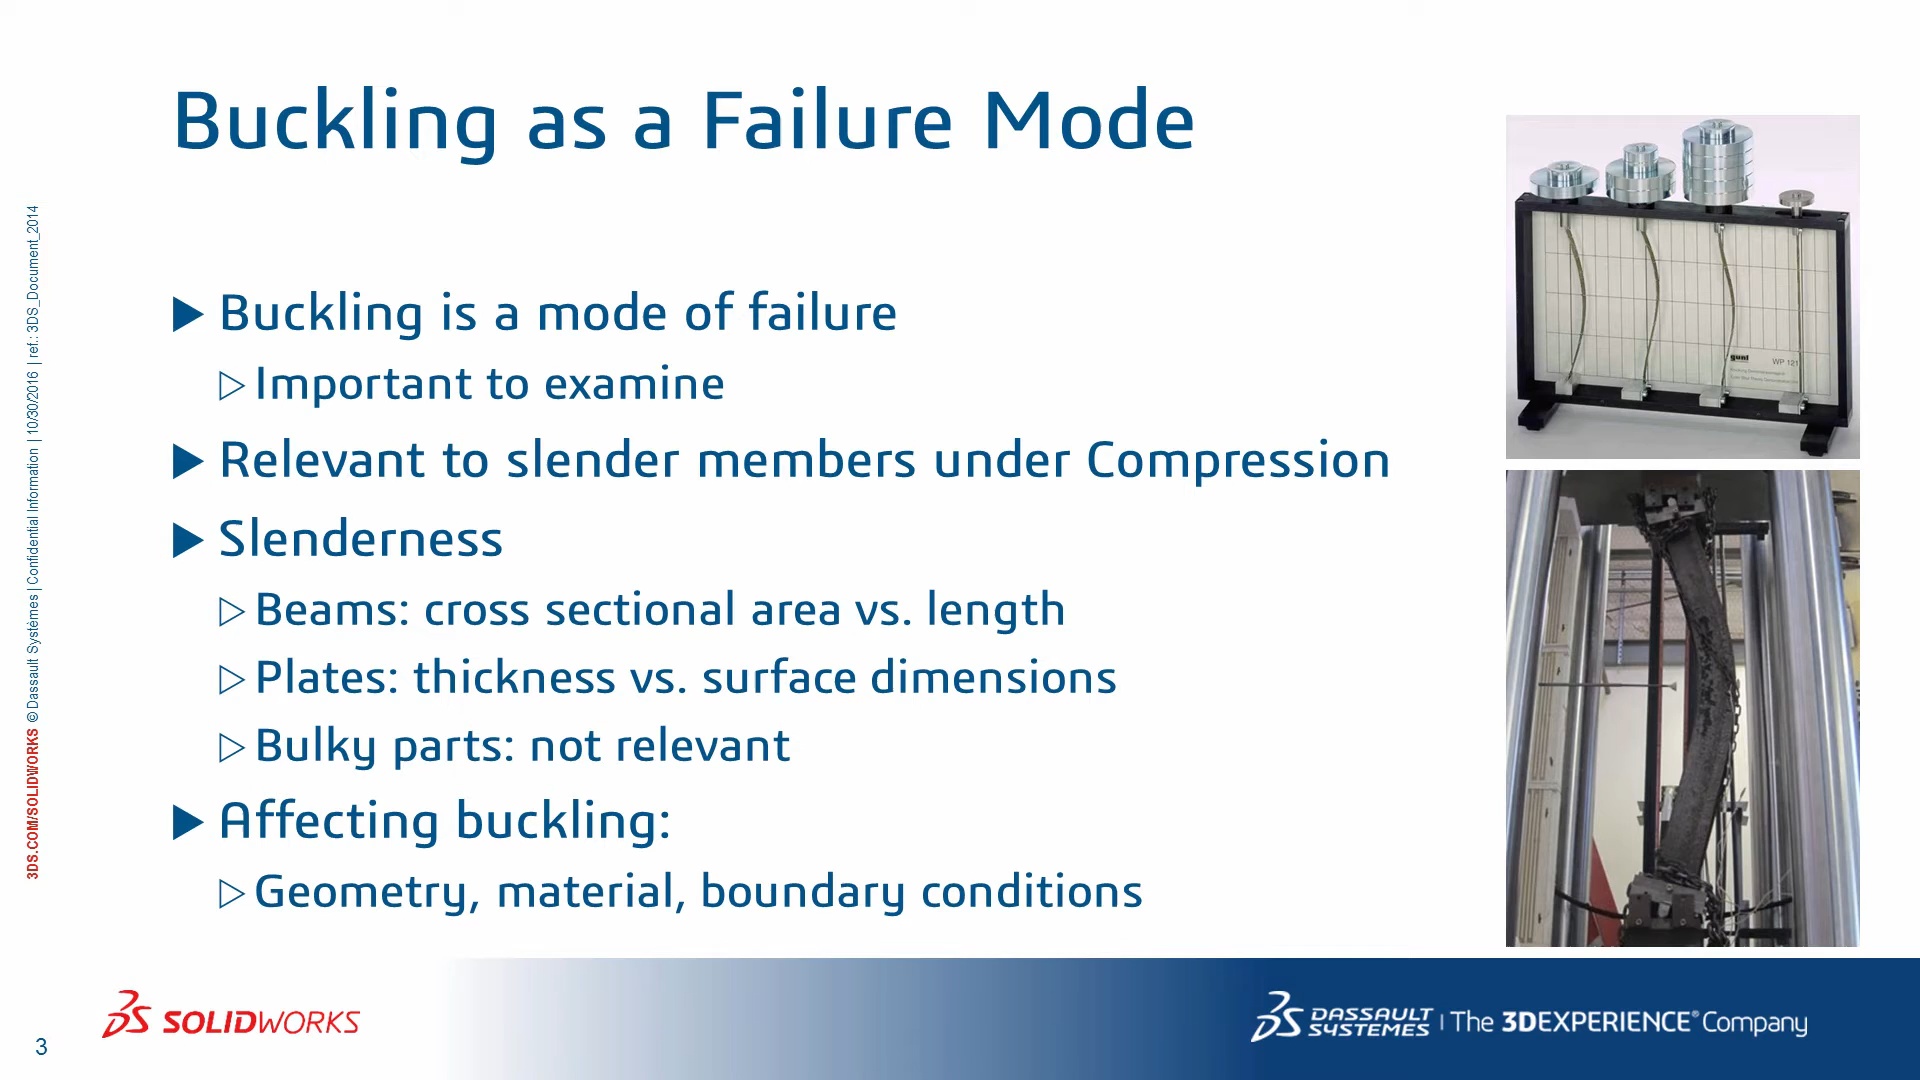 Buckling as a Failure Mode
Buckling is a mode of failure
Important to examine
Relevant to slender members under Compression
Slenderness
Beams: cross sectional area vs. length
Plates: thickness vs. surface dimensions
Bulky parts: not relevant
Affecting buckling:
Geometry, material, boundary conditions
gunt
WP 121
3DS.COM/SOLIDWORKS © Dassault Systèmes | Confidential Information | 10/30/2016 | ref.: 3DS_Document_2014
3
SOLIDWORKS
DASSAULT SYSTEMES | The 3DEXPERIENCE® Company